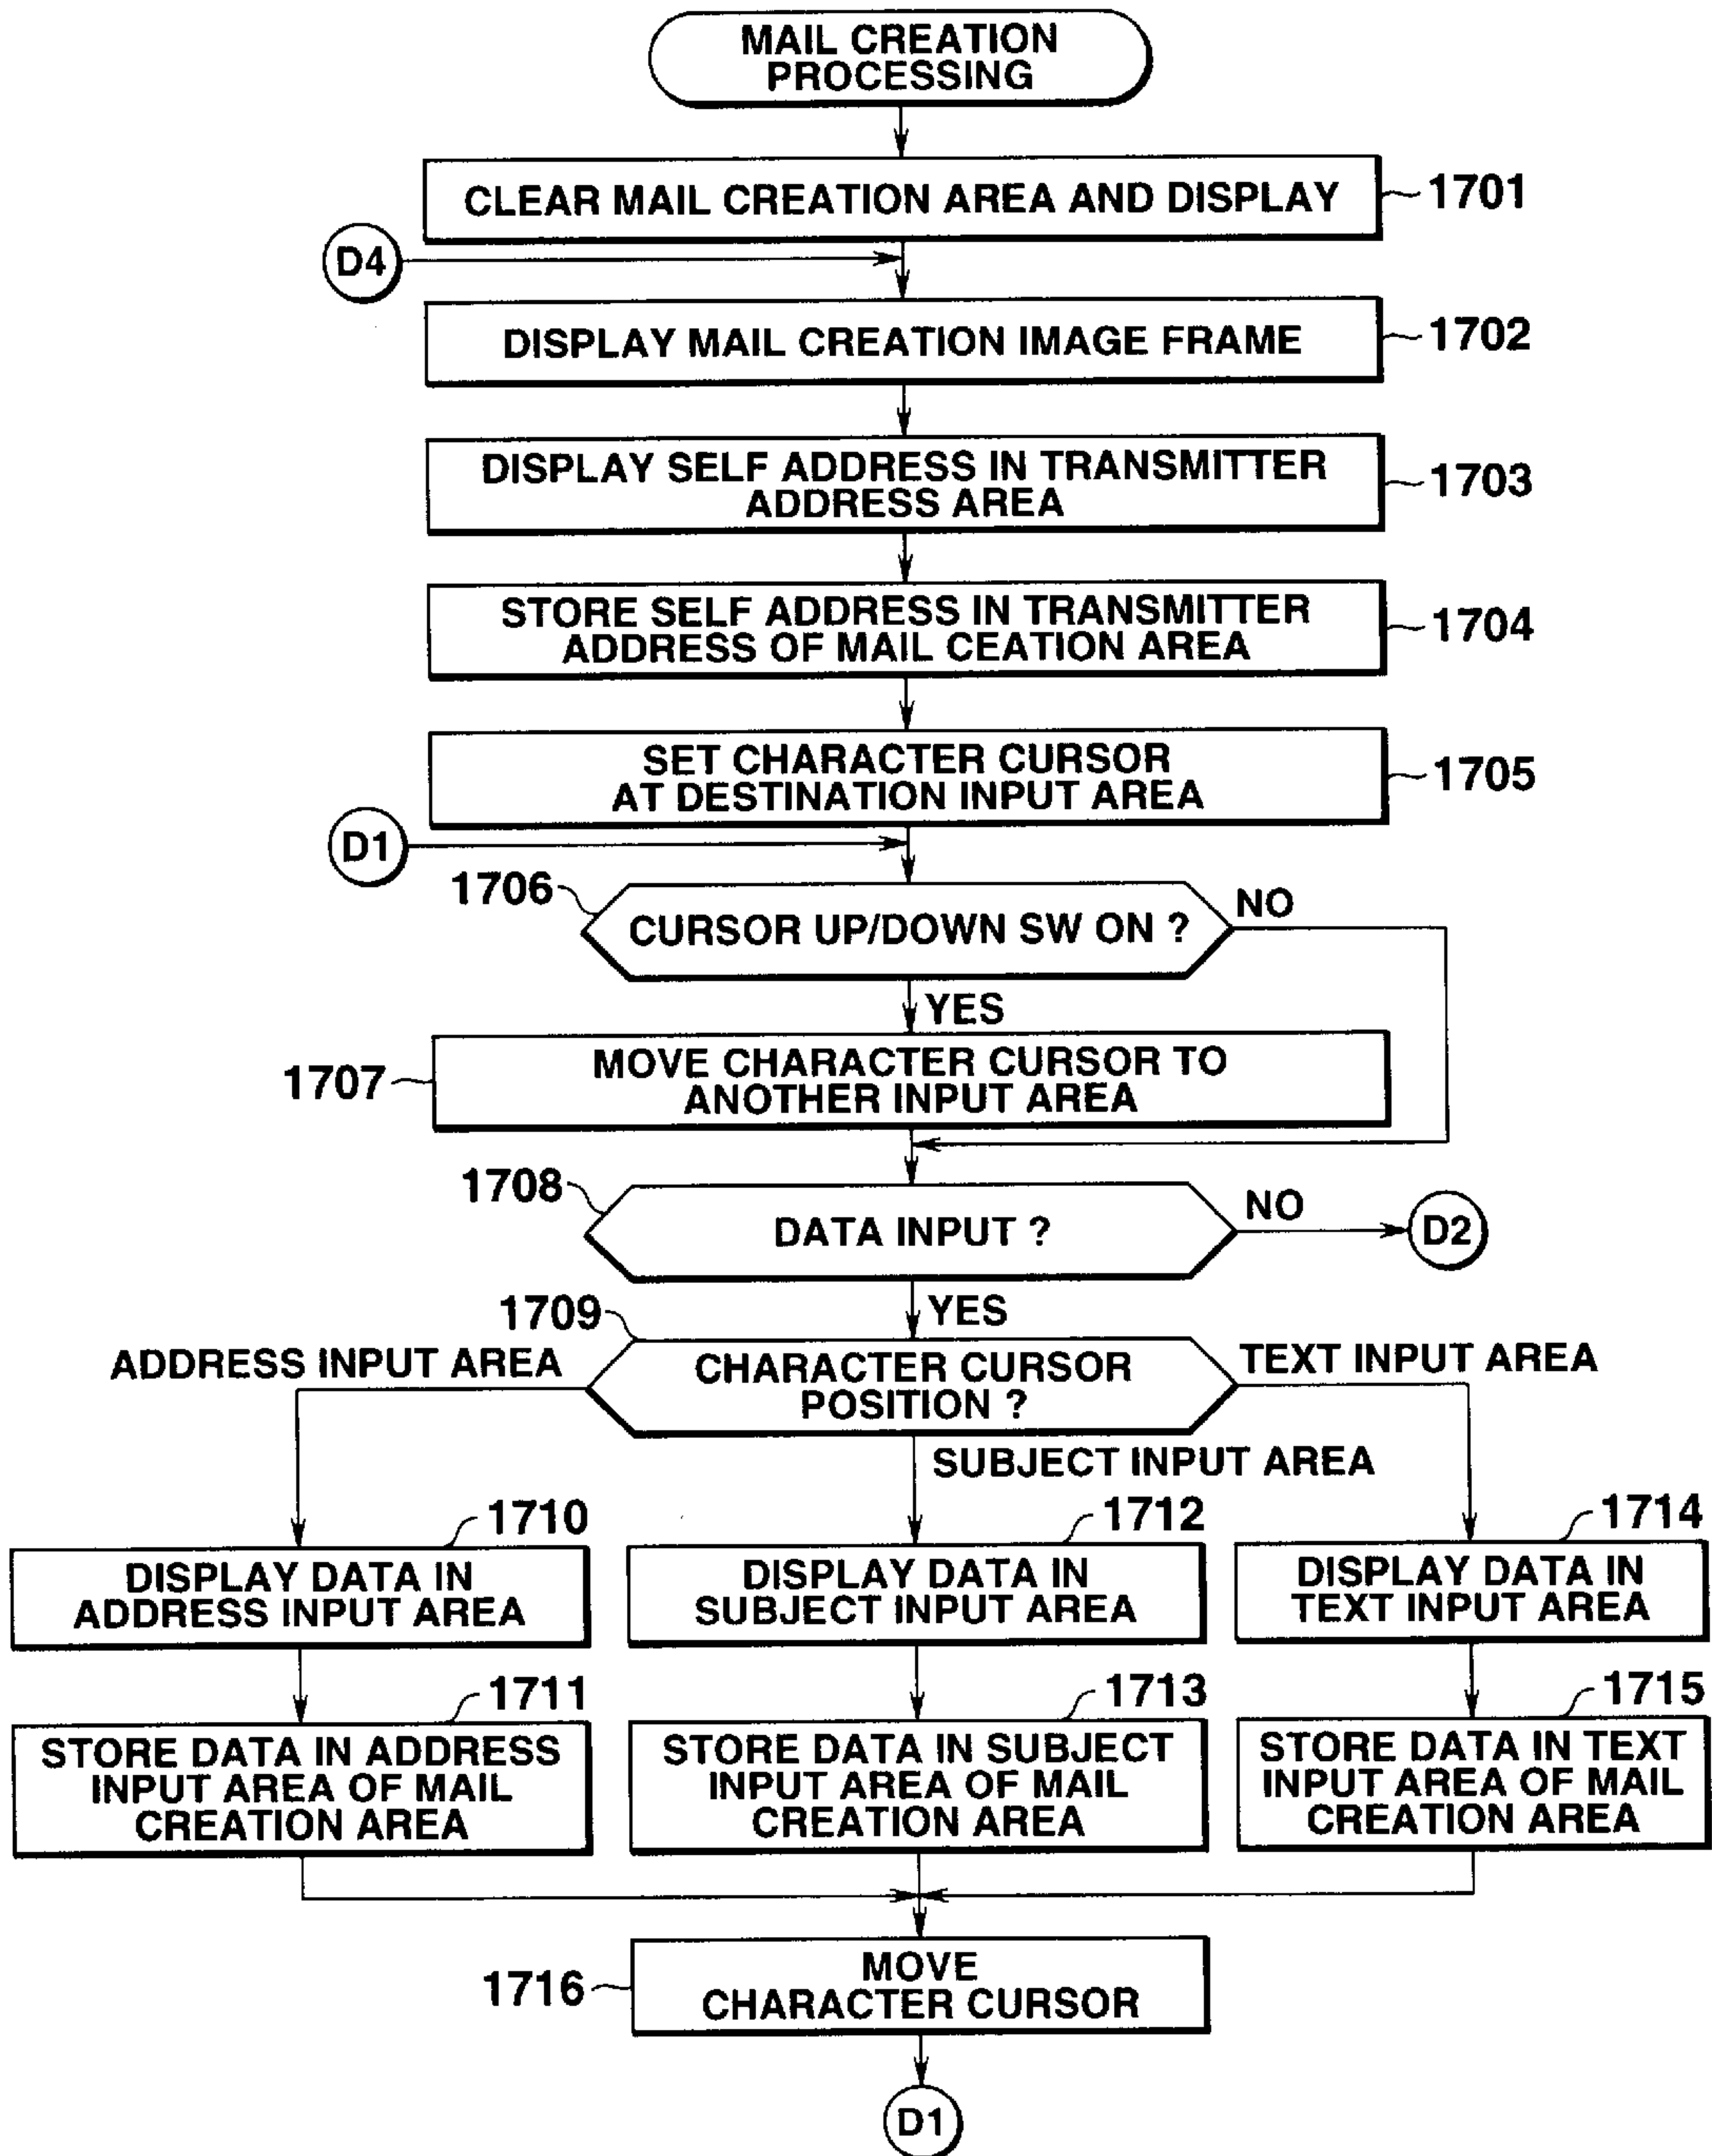 MAIL CREATION
PROCESSING
CLEAR MAIL CREATION AREA AND DISPLAY
1701
D4
DISPLAY MAIL CREATION IMAGE FRAME
1702
DISPLAY SELF ADDRESS IN TRANSMITTER
ADDRESS AREA
1703
STORE SELF ADDRESS IN TRANSMITTER
ADDRESS OF MAIL CEATION AREA
1704
SET CHARACTER CURSOR
AT DESTINATION INPUT AREA
1705
D1
1706
CURSOR UP/DOWN SW ON ?
NO
YES
1707
MOVE CHARACTER CURSOR TO
ANOTHER INPUT AREA
1708
DATA INPUT ?
NO
D2
YES
1709
ADDRESS INPUT AREA
CHARACTER CURSOR
POSITION ?
TEXT INPUT AREA
SUBJECT INPUT AREA
1710
DISPLAY DATA IN
ADDRESS INPUT AREA
1712
DISPLAY DATA IN
SUBJECT INPUT AREA
1714
DISPLAY DATA IN
TEXT INPUT AREA
1711
STORE DATA IN ADDRESS
INPUT AREA OF MAIL
CREATION AREA
1713
STORE DATA IN SUBJECT
INPUT AREA OF MAIL
CREATION AREA
1715
STORE DATA IN TEXT
INPUT AREA OF MAIL
CREATION AREA
1716
MOVE
CHARACTER CURSOR
D1